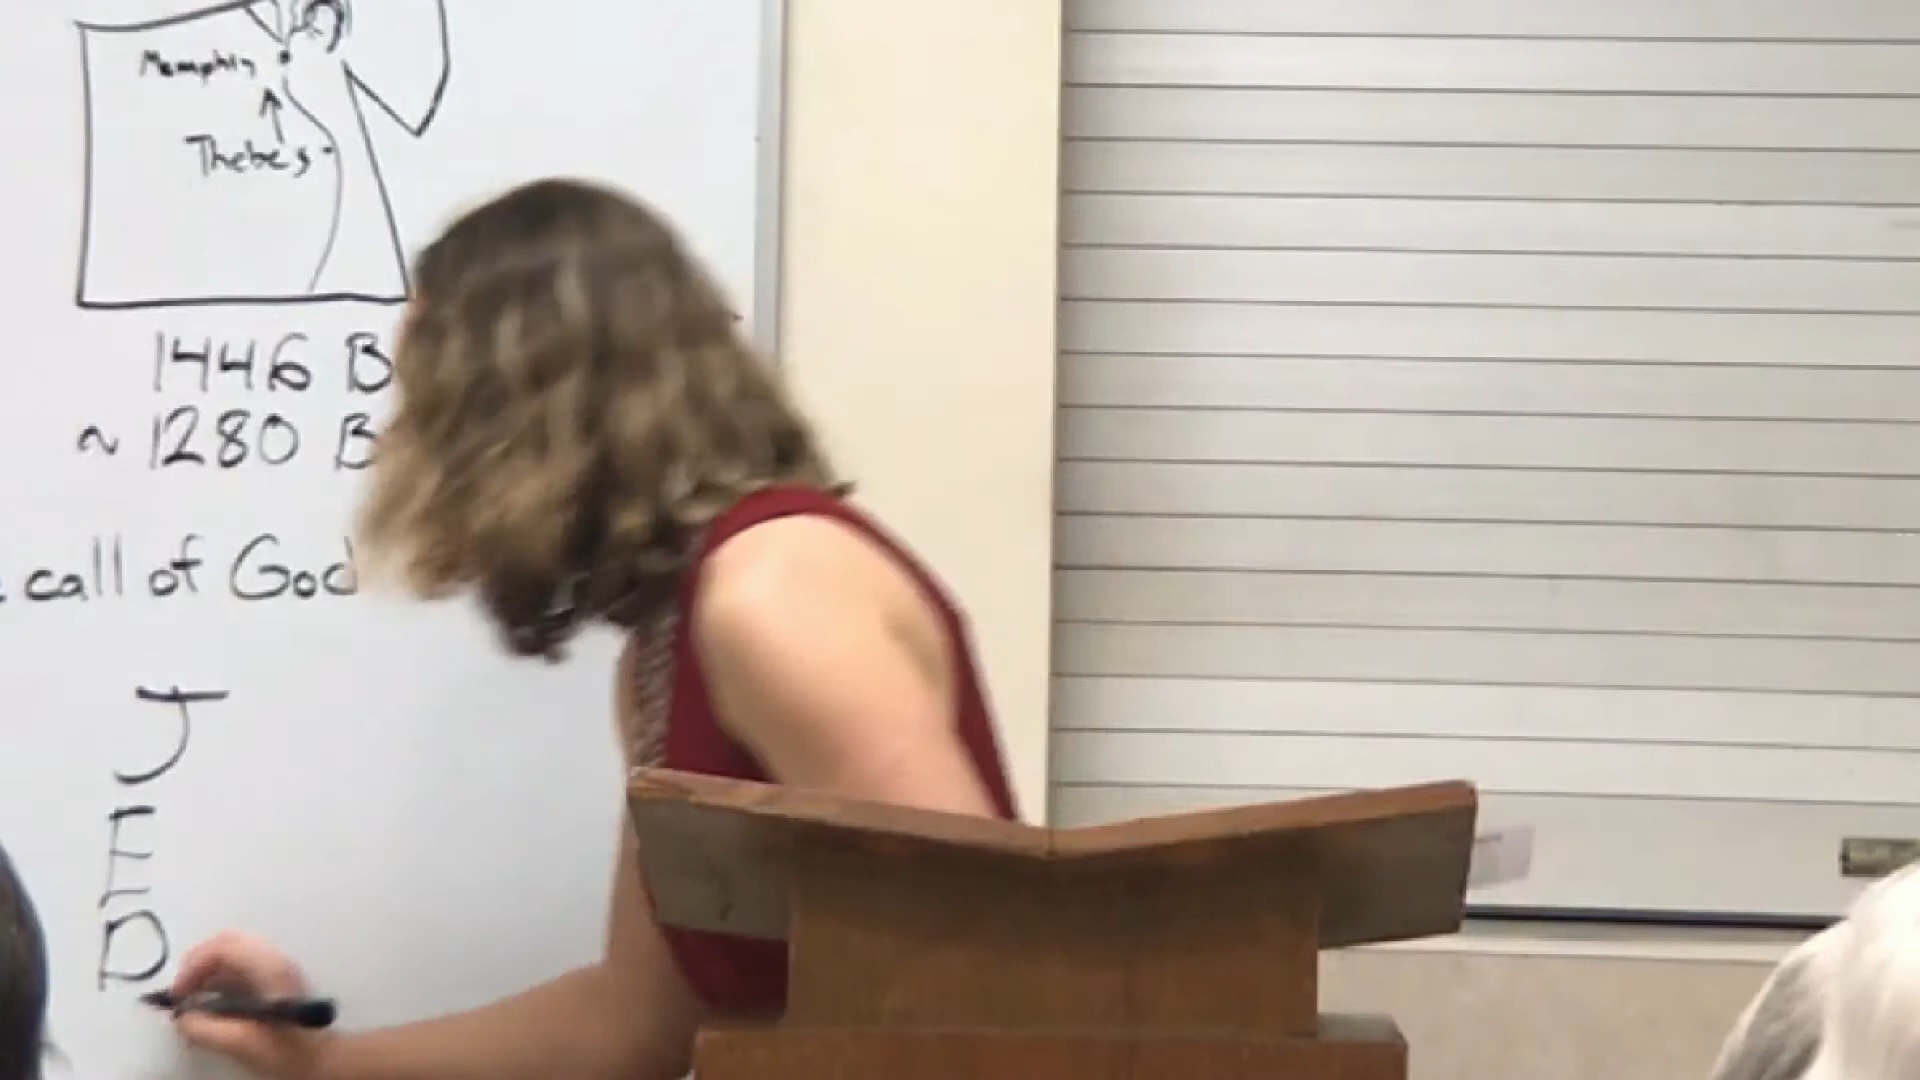 Memphis
Thebes
1446 B
~ 1280 B
call of God
J
E
D